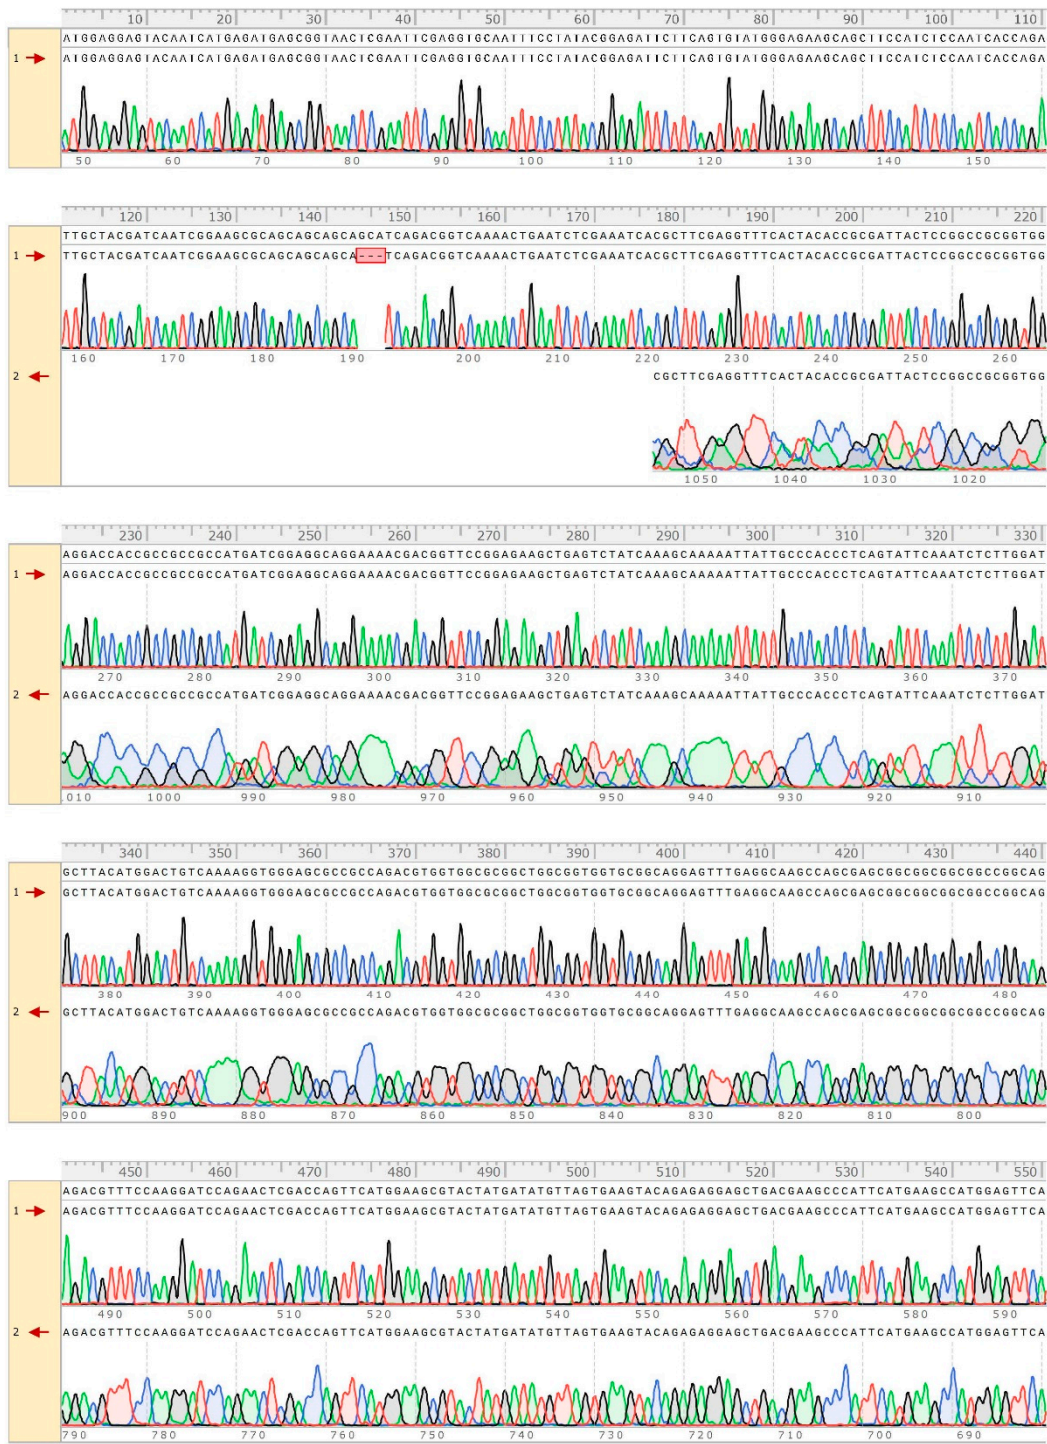 10 20 30 40 50 60 70 80 90 100 110
ATGGAGGAGTACAATCATGAGATGAGCGGTAACTCGAATTCGAGGTGCAATTTCCTATACGGAGATTCTTCAGTGTATGGGAGAAGCAGCTTCCATCTCCAATCACCAGA
1 ATGGAGGAGTACAATCATGAGATGAGCGGTAACTCGAATTCGAGGTGCAATTTCCTATACGGAGATTCTTCAGTGTATGGGAGAAGCAGCTTCCATCTCCAATCACCAGA
50 60 70 80 90 100 110 120 130 140 150
120 130 140 150 160 170 180 190 200 210 220
TTGCTACGATCAATCGGAAGCGCAGCAGCAGCAGCATCAGACGGTCAAAACTGAATCTCGAAATCACGCTTCGAGGTTTCACTACACCGCGATTACTCCGGCCGCGGTGG
1 TTGCTACGATCAATCGGAAGCGCAGCAGCAGCA---TCAGACGGTCAAAACTGAATCTCGAAATCACGCTTCGAGGTTTCACTACACCGCGATTACTCCGGCCGCGGTGG
160 170 180 190 200 210 220 230 240 250 260
2 CGCTTCGAGGTTTCACTACACCGCGATTACTCCGGCCGCGGTGG
1050 1040 1030 1020
230 240 250 260 270 280 290 300 310 320 330
AGGACCACCGCCGCCGCCATGATCGGAGGCAGGAAAACGACGGTTCCGGAGAAGCTGAGTCTATCAAAGCAAAAATTATTGCCCACCCTCAGTATTCAAATCTCTTGGAT
1 AGGACCACCGCCGCCGCCATGATCGGAGGCAGGAAAACGACGGTTCCGGAGAAGCTGAGTCTATCAAAGCAAAAATTATTGCCCACCCTCAGTATTCAAATCTCTTGGAT
270 280 290 300 310 320 330 340 350 360 370
2 AGGACCACCGCCGCCGCCATGATCGGAGGCAGGAAAACGACGGTTCCGGAGAAGCTGAGTCTATCAAAGCAAAAATTATTGCCCACCCTCAGTATTCAAATCTCTTGGAT
1010 1000 990 980 970 960 950 940 930 920 910
340 350 360 370 380 390 400 410 420 430 440
GCTTACATGGACTGTCAAAAGGTGGGAGCGCCGCCAGACGTGGTGGCGCGGCTGGCGGTGGTGCGGCAGGAGTTTGAGGCAAGCCAGCGAGCGGCGGCGGCGGCCGGCAG
1 GCTTACATGGACTGTCAAAAGGTGGGAGCGCCGCCAGACGTGGTGGCGCGGCTGGCGGTGGTGCGGCAGGAGTTTGAGGCAAGCCAGCGAGCGGCGGCGGCGGCCGGCAG
380 390 400 410 420 430 440 450 460 470 480
2 GCTTACATGGACTGTCAAAAGGTGGGAGCGCCGCCAGACGTGGTGGCGCGGCTGGCGGTGGTGCGGCAGGAGTTTGAGGCAAGCCAGCGAGCGGCGGCGGCGGCCGGCAG
900 890 880 870 860 850 840 830 820 810 800
450 460 470 480 490 500 510 520 530 540 550
AGACGTTTCCAAGGATCCAGAACTCGACCAGTTCATGGAAGCGTACTATGATATGTTAGTGAAGTACAGAGAGGAGCTGACGAAGCCCATTCATGAAGCCATGGAGTTCA
1 AGACGTTTCCAAGGATCCAGAACTCGACCAGTTCATGGAAGCGTACTATGATATGTTAGTGAAGTACAGAGAGGAGCTGACGAAGCCCATTCATGAAGCCATGGAGTTCA
490 500 510 520 530 540 550 560 570 580 590
2 AGACGTTTCCAAGGATCCAGAACTCGACCAGTTCATGGAAGCGTACTATGATATGTTAGTGAAGTACAGAGAGGAGCTGACGAAGCCCATTCATGAAGCCATGGAGTTCA
790 780 770 760 750 740 730 720 710 700 690